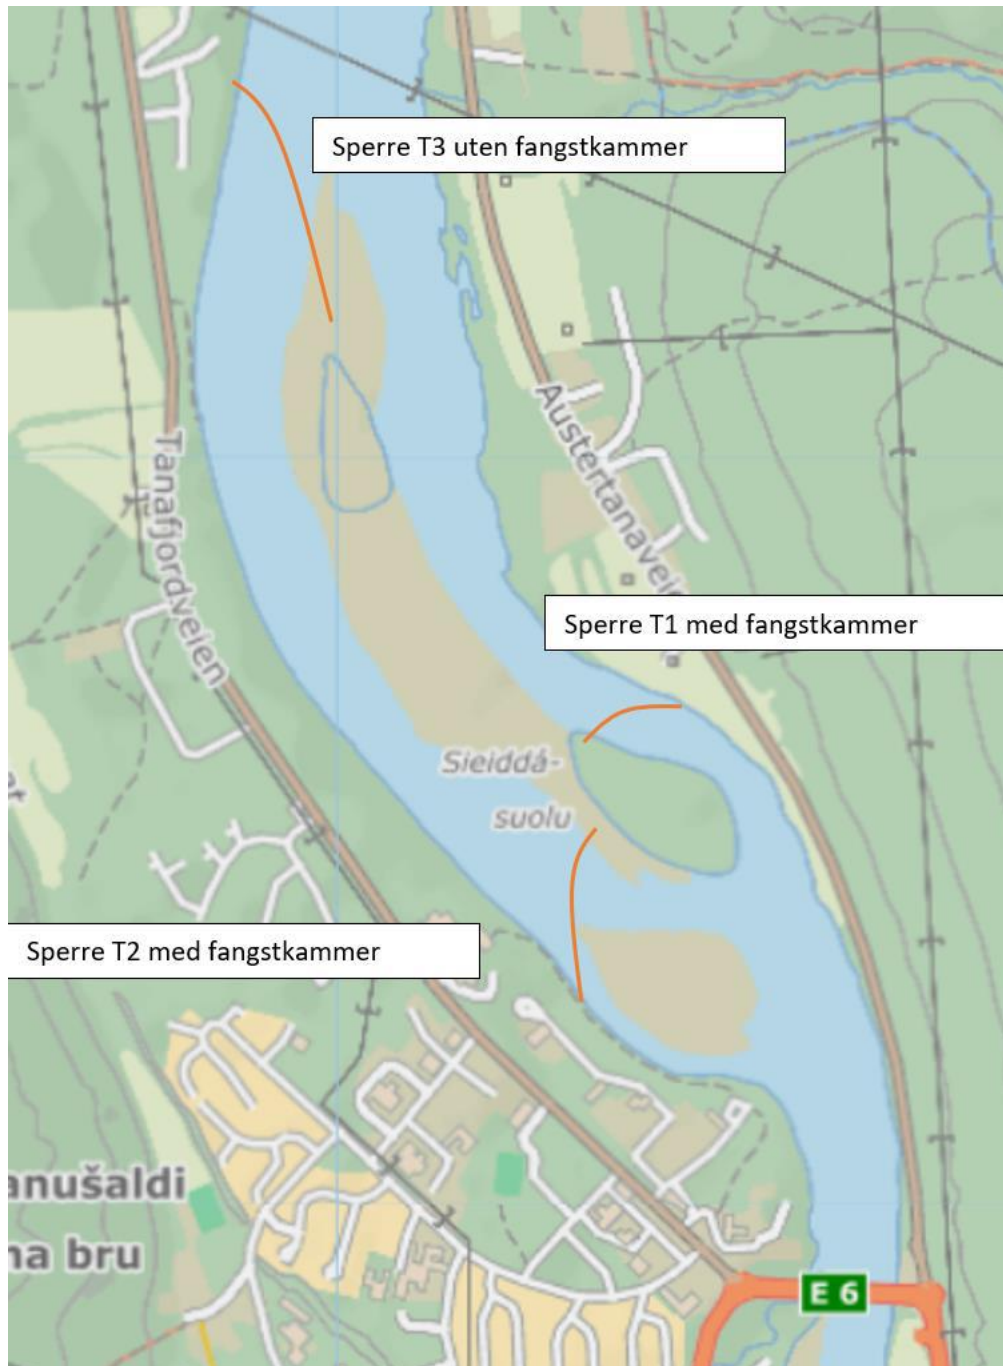 Sperre T3 uten fangstkammer
Tanafjordveien
Austertanaveie
Sperre T1 med fangstkammer
Sieiddá-
suolu
Sperre T2 med fangstkammer
anušaldi
na bru
E 6